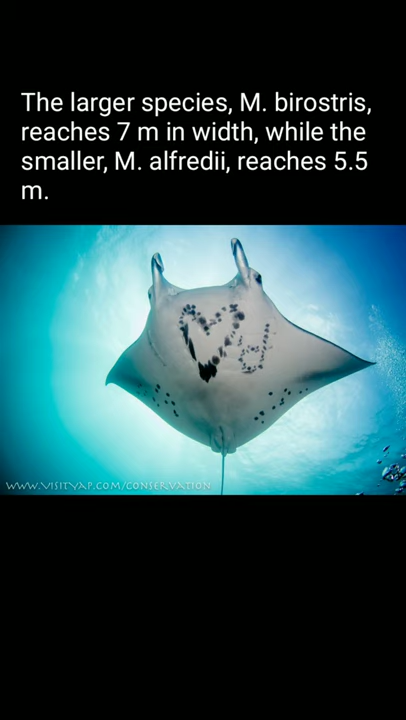 The larger species, M. birostris,
reaches 7 m in width, while the
smaller, M. alfredii, reaches 5.5
m.
WWW.VISITYAP.COM/CONSERVATION